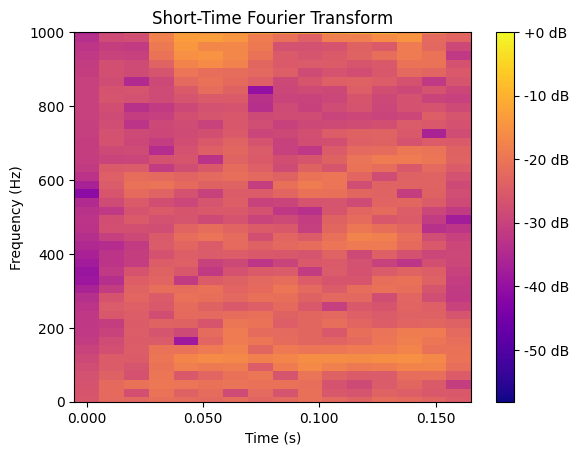 Short-Time Fourier Transform
1000
800
600
400
200
0
Frequency (Hz)
0.000
0.050
0.100
0.150
Time (s)
+0 dB
-10 dB
-20 dB
-30 dB
-40 dB
-50 dB